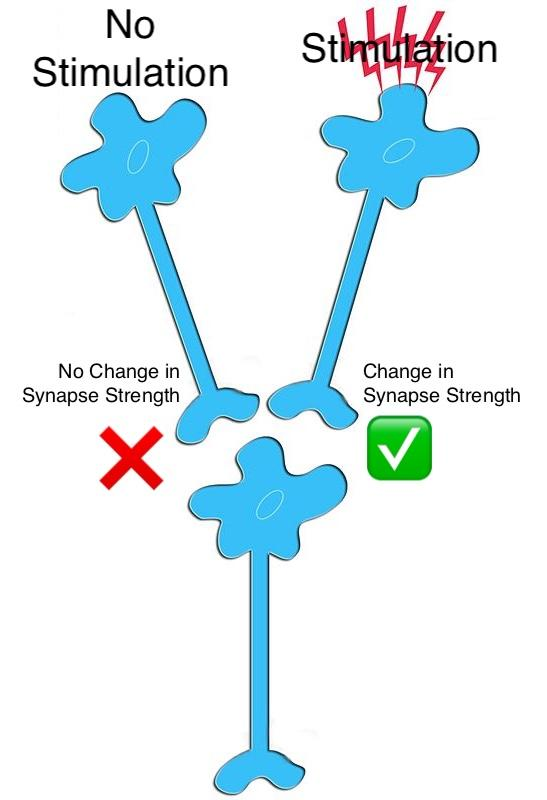 No
Stimulation
Stimulation
No Change in
Synapse Strength
Change in
Synapse Strength